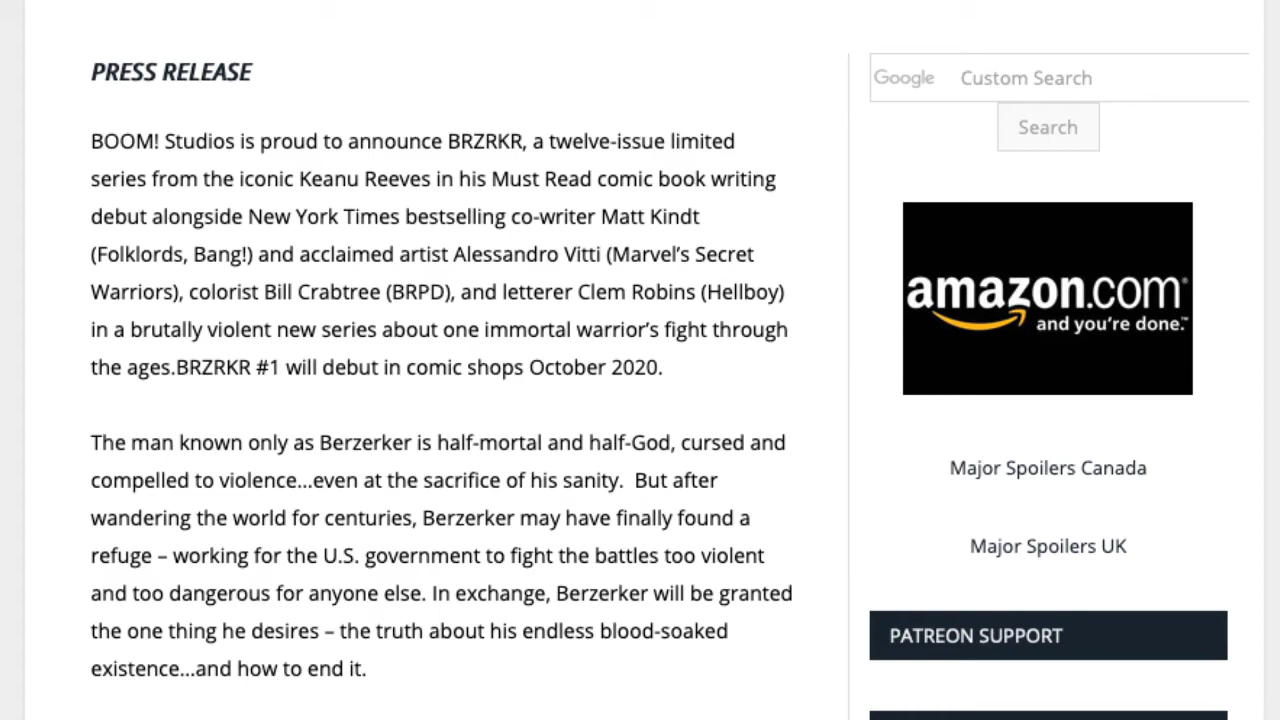 PRESS RELEASE
BOOM! Studios is proud to announce BRZRKR, a twelve-issue limited
series from the iconic Keanu Reeves in his Must Read comic book writing
debut alongside New York Times bestselling co-writer Matt Kindt
(Folklords, Bang!) and acclaimed artist Alessandro Vitti (Marvel’s Secret
Warriors), colorist Bill Crabtree (BRPD), and letterer Clem Robins (Hellboy)
in a brutally violent new series about one immortal warrior’s fight through
the ages.BRZRKR #1 will debut in comic shops October 2020.
The man known only as Berzerker is half-mortal and half-God, cursed and
compelled to violence…even at the sacrifice of his sanity.  But after
wandering the world for centuries, Berzerker may have finally found a
refuge – working for the U.S. government to fight the battles too violent
and too dangerous for anyone else. In exchange, Berzerker will be granted
the one thing he desires – the truth about his endless blood-soaked
existence…and how to end it.
Google Custom Search
Search
amazon.com®
and you’re done.™
Major Spoilers Canada
Major Spoilers UK
PATREON SUPPORT